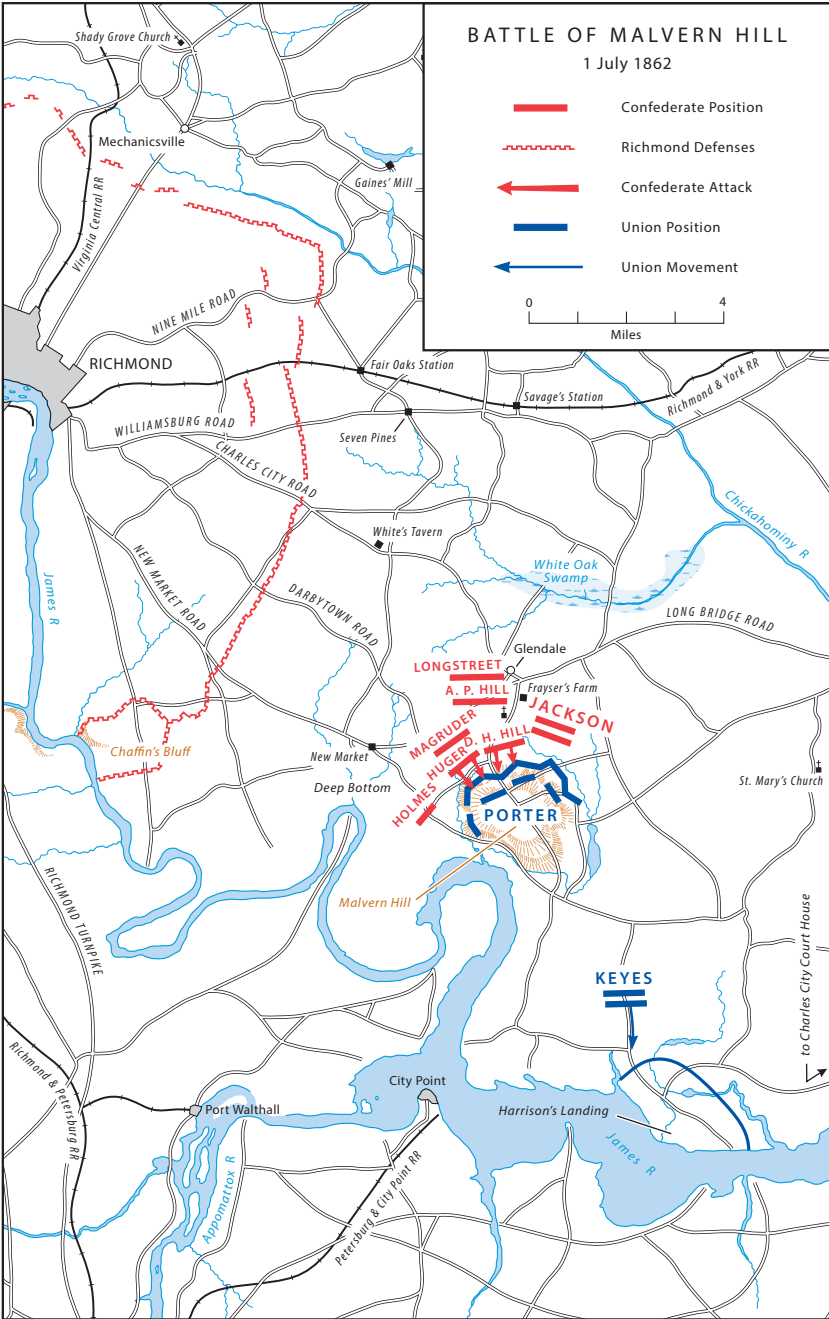 BATTLE OF MALVERN HILL
1 July 1862
Confederate Position
Richmond Defenses
Confederate Attack
Union Position
Union Movement
0
4
Miles
Shady Grove Church
Mechanicsville
Gaines' Mill
Virginia Central RR
NINE MILE ROAD
RICHMOND
Fair Oaks Station
Savage's Station
Richmond & York RR
WILLIAMSBURG ROAD
Seven Pines
CHARLES CITY ROAD
Chickahominy R
White's Tavern
White Oak
Swamp
NEW MARKET ROAD
James R
DARBYTOWN ROAD
LONG BRIDGE ROAD
Glendale
LONGSTREET
A. P. HILL
Frayser's Farm
JACKSON
MAGRUDER
D. H. HILL
HUGER
HOLMES
Chaffin's Bluff
New Market
Deep Bottom
St. Mary's Church
PORTER
Malvern Hill
RICHMOND TURNPIKE
to Charles City Court House
KEYES
Richmond & Petersburg RR
City Point
Port Walthall
Harrison's Landing
James R
Appomattox R
Petersburg & City Point RR